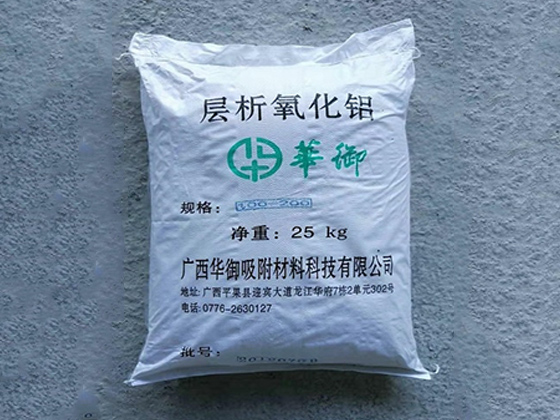 层析氧化铝
華御
规格: 100-200
净重: 25 kg
广西华御吸附材料科技有限公司
地址:广西平果县迎宾大道龙江华府7栋2单元302号
电话:0776-2630127
批号: